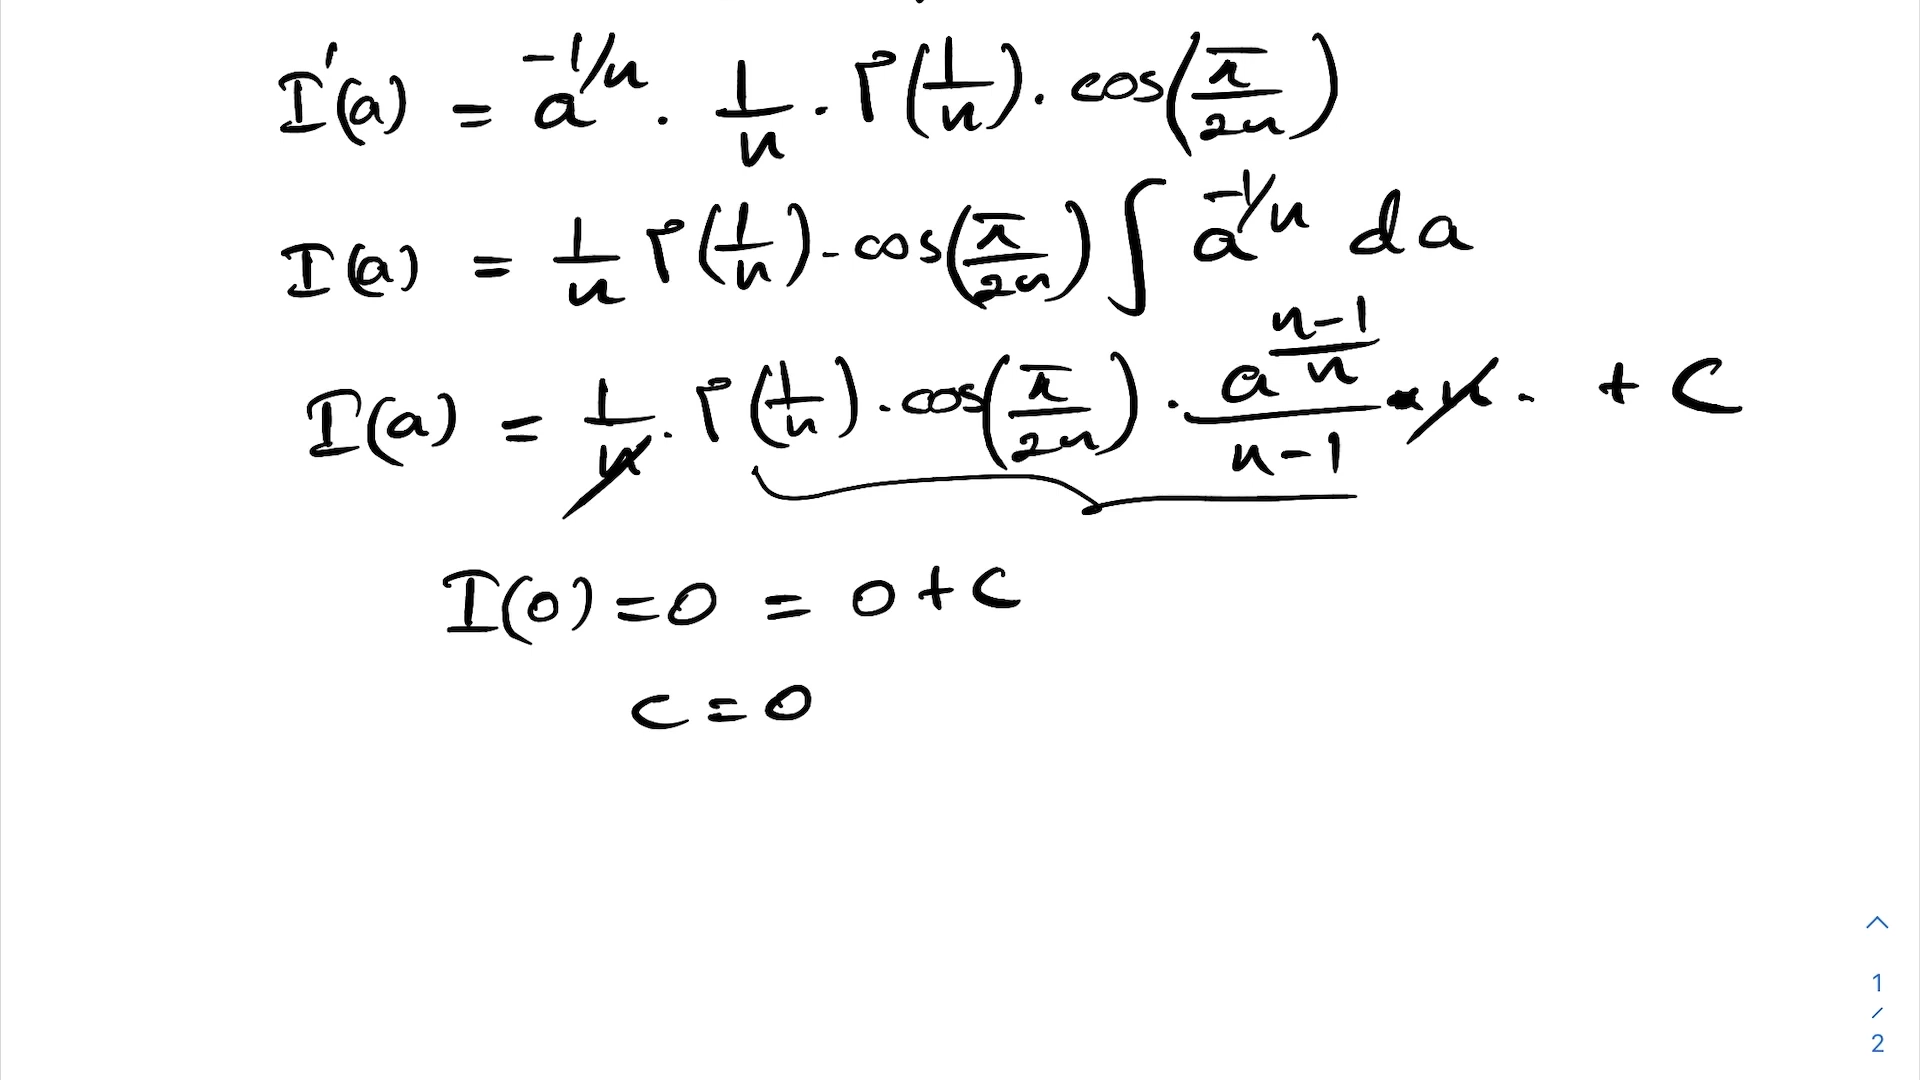 I'(a) = a^{-1/n} . 1/n . Γ(1/n) . cos(π/2n)
I(a) = 1/n Γ(1/n) . cos(π/2n) ∫ a^{-1/n} da
I(a) = 1/n . Γ(1/n) . cos(π/2n) . a^{(n-1)/n}/(n-1) * n . + C
I(0) = 0 = 0 + C
C = 0
1
/
2